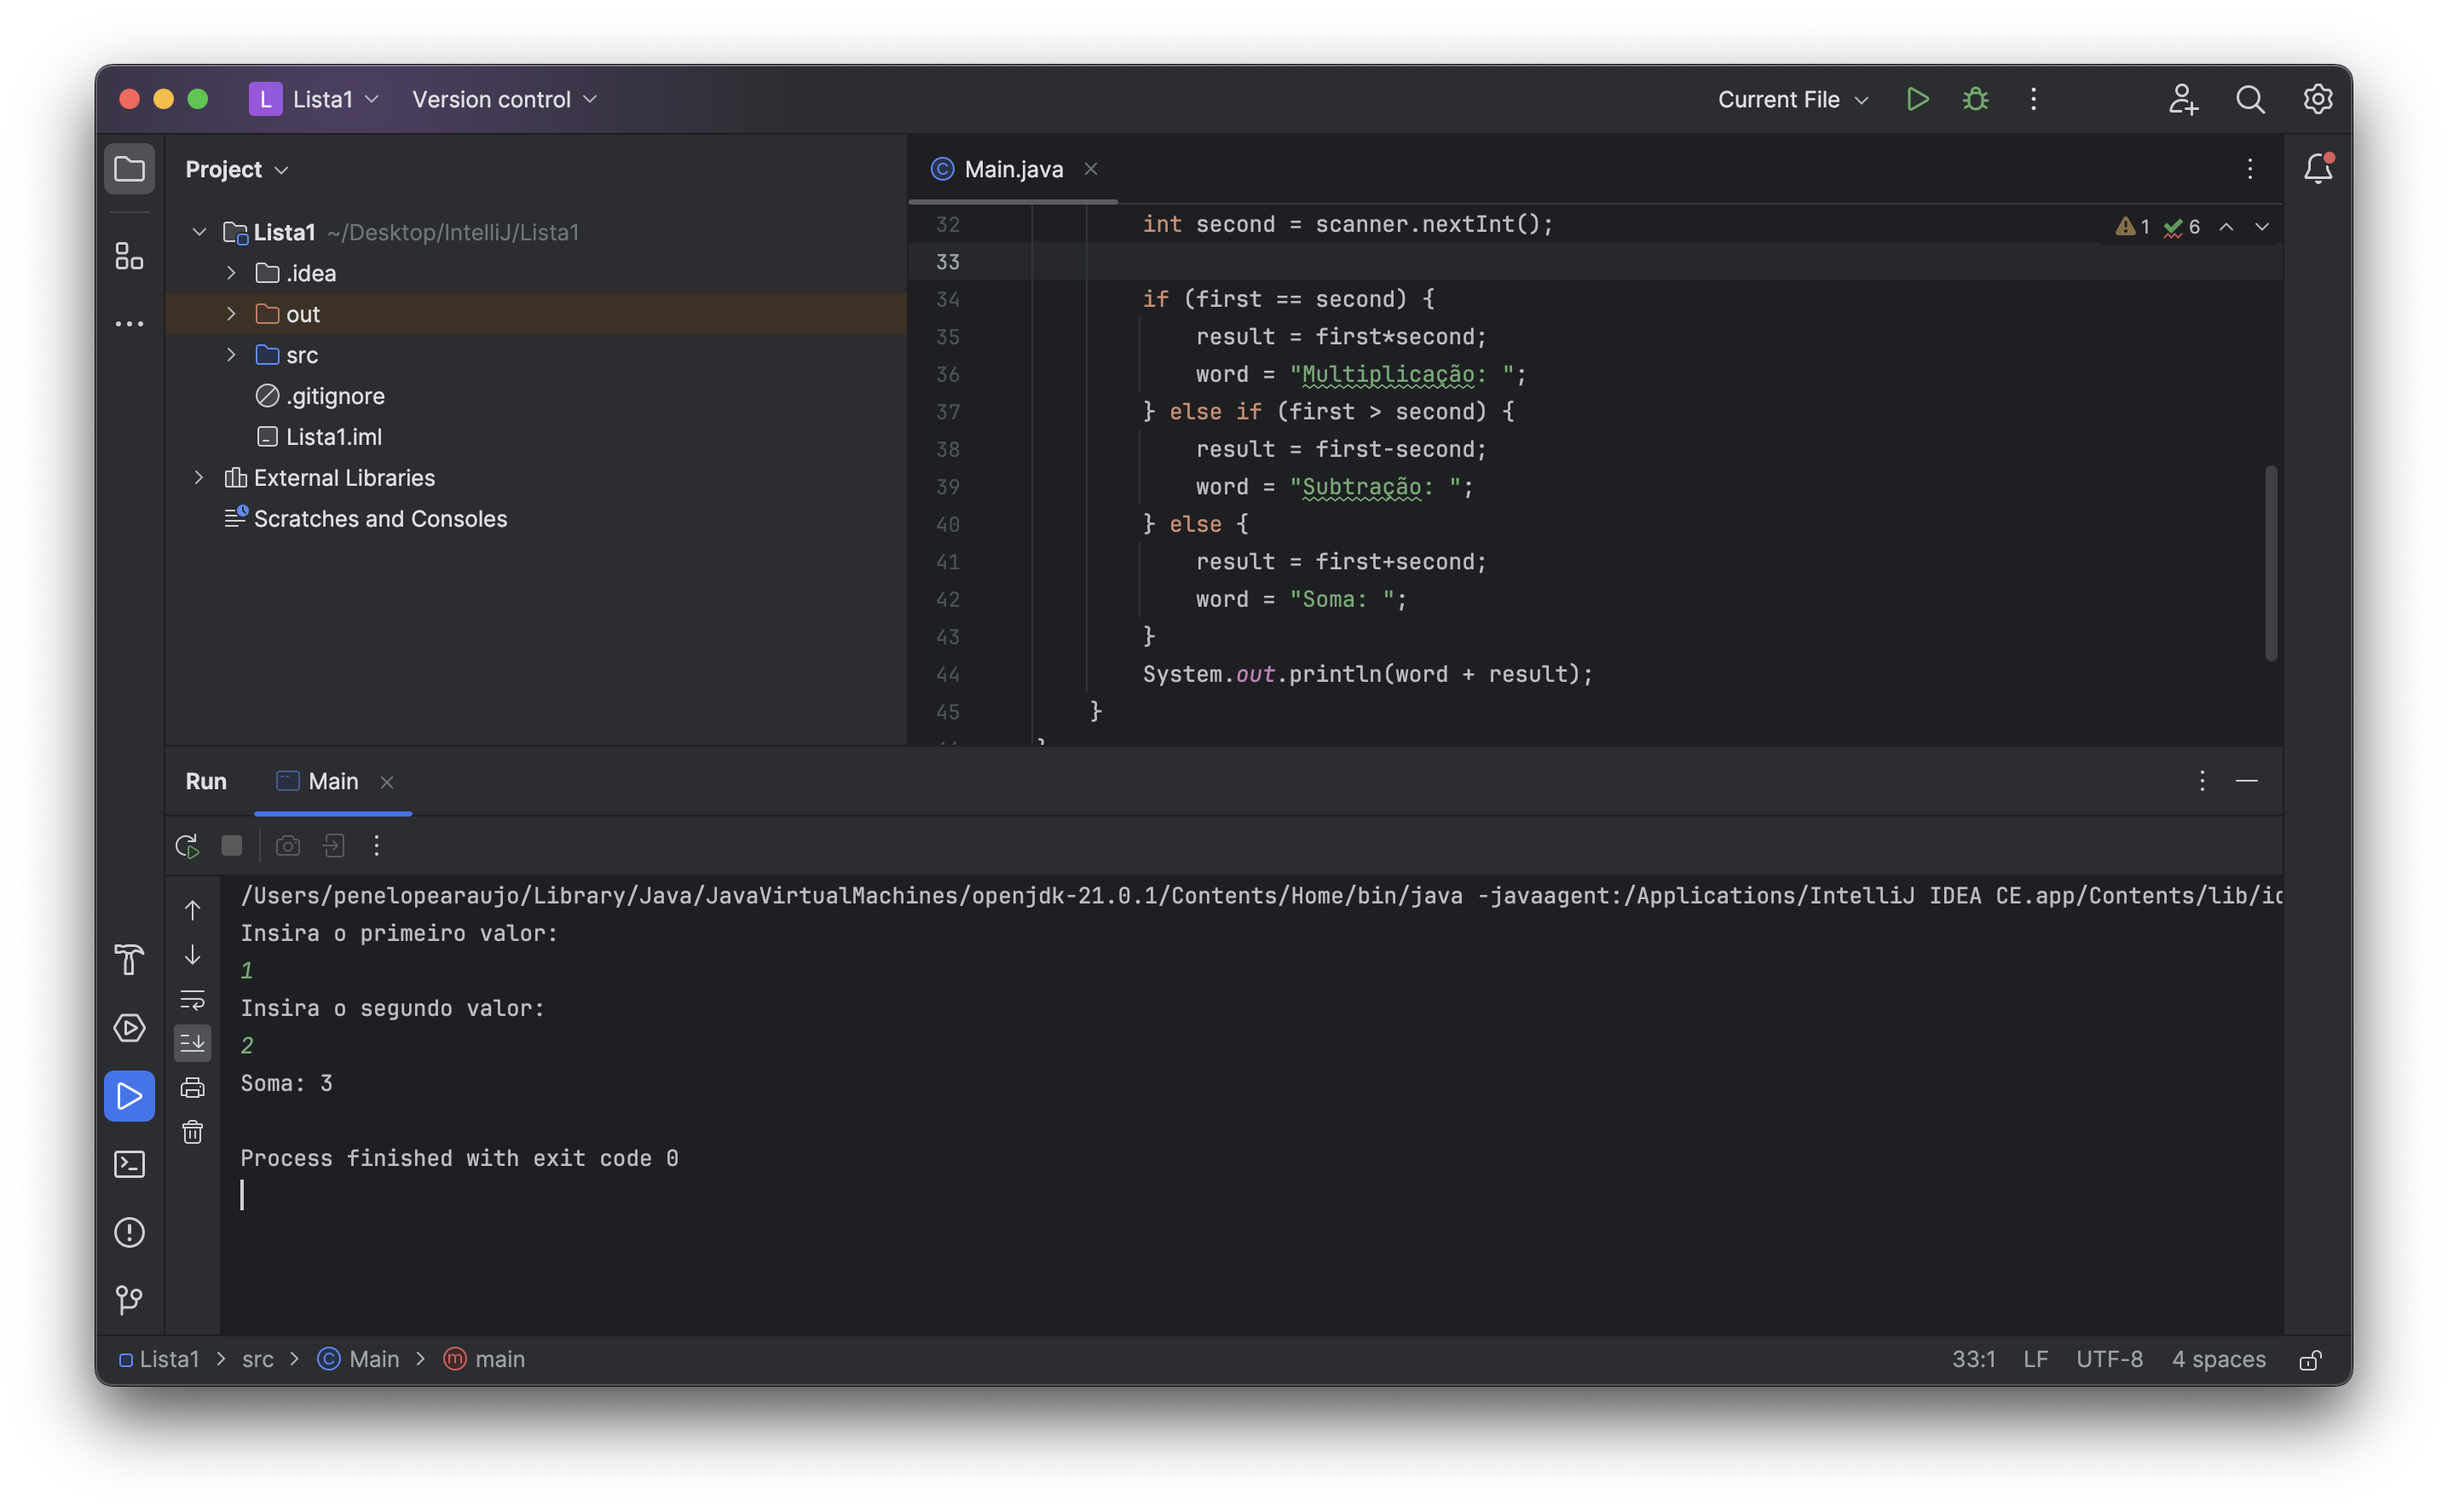 L Lista1 Version control Current File
Project
Main.java
Lista1 ~/Desktop/IntelliJ/Lista1
.idea
out
src
.gitignore
Lista1.iml
External Libraries
Scratches and Consoles
1 6
32 int second = scanner.nextInt();
33
34 if (first == second) {
35 result = first*second;
36 word = "Multiplicação: ";
37 } else if (first > second) {
38 result = first-second;
39 word = "Subtração: ";
40 } else {
41 result = first+second;
42 word = "Soma: ";
43 }
44 System.out.println(word + result);
45 }
Run Main
/Users/penelopearaujo/Library/Java/JavaVirtualMachines/openjdk-21.0.1/Contents/Home/bin/java -javaagent:/Applications/IntelliJ IDEA CE.app/Contents/lib/
Insira o primeiro valor:
1
Insira o segundo valor:
2
Soma: 3
Process finished with exit code 0
Lista1 > src > Main > main 33:1 LF UTF-8 4 spaces